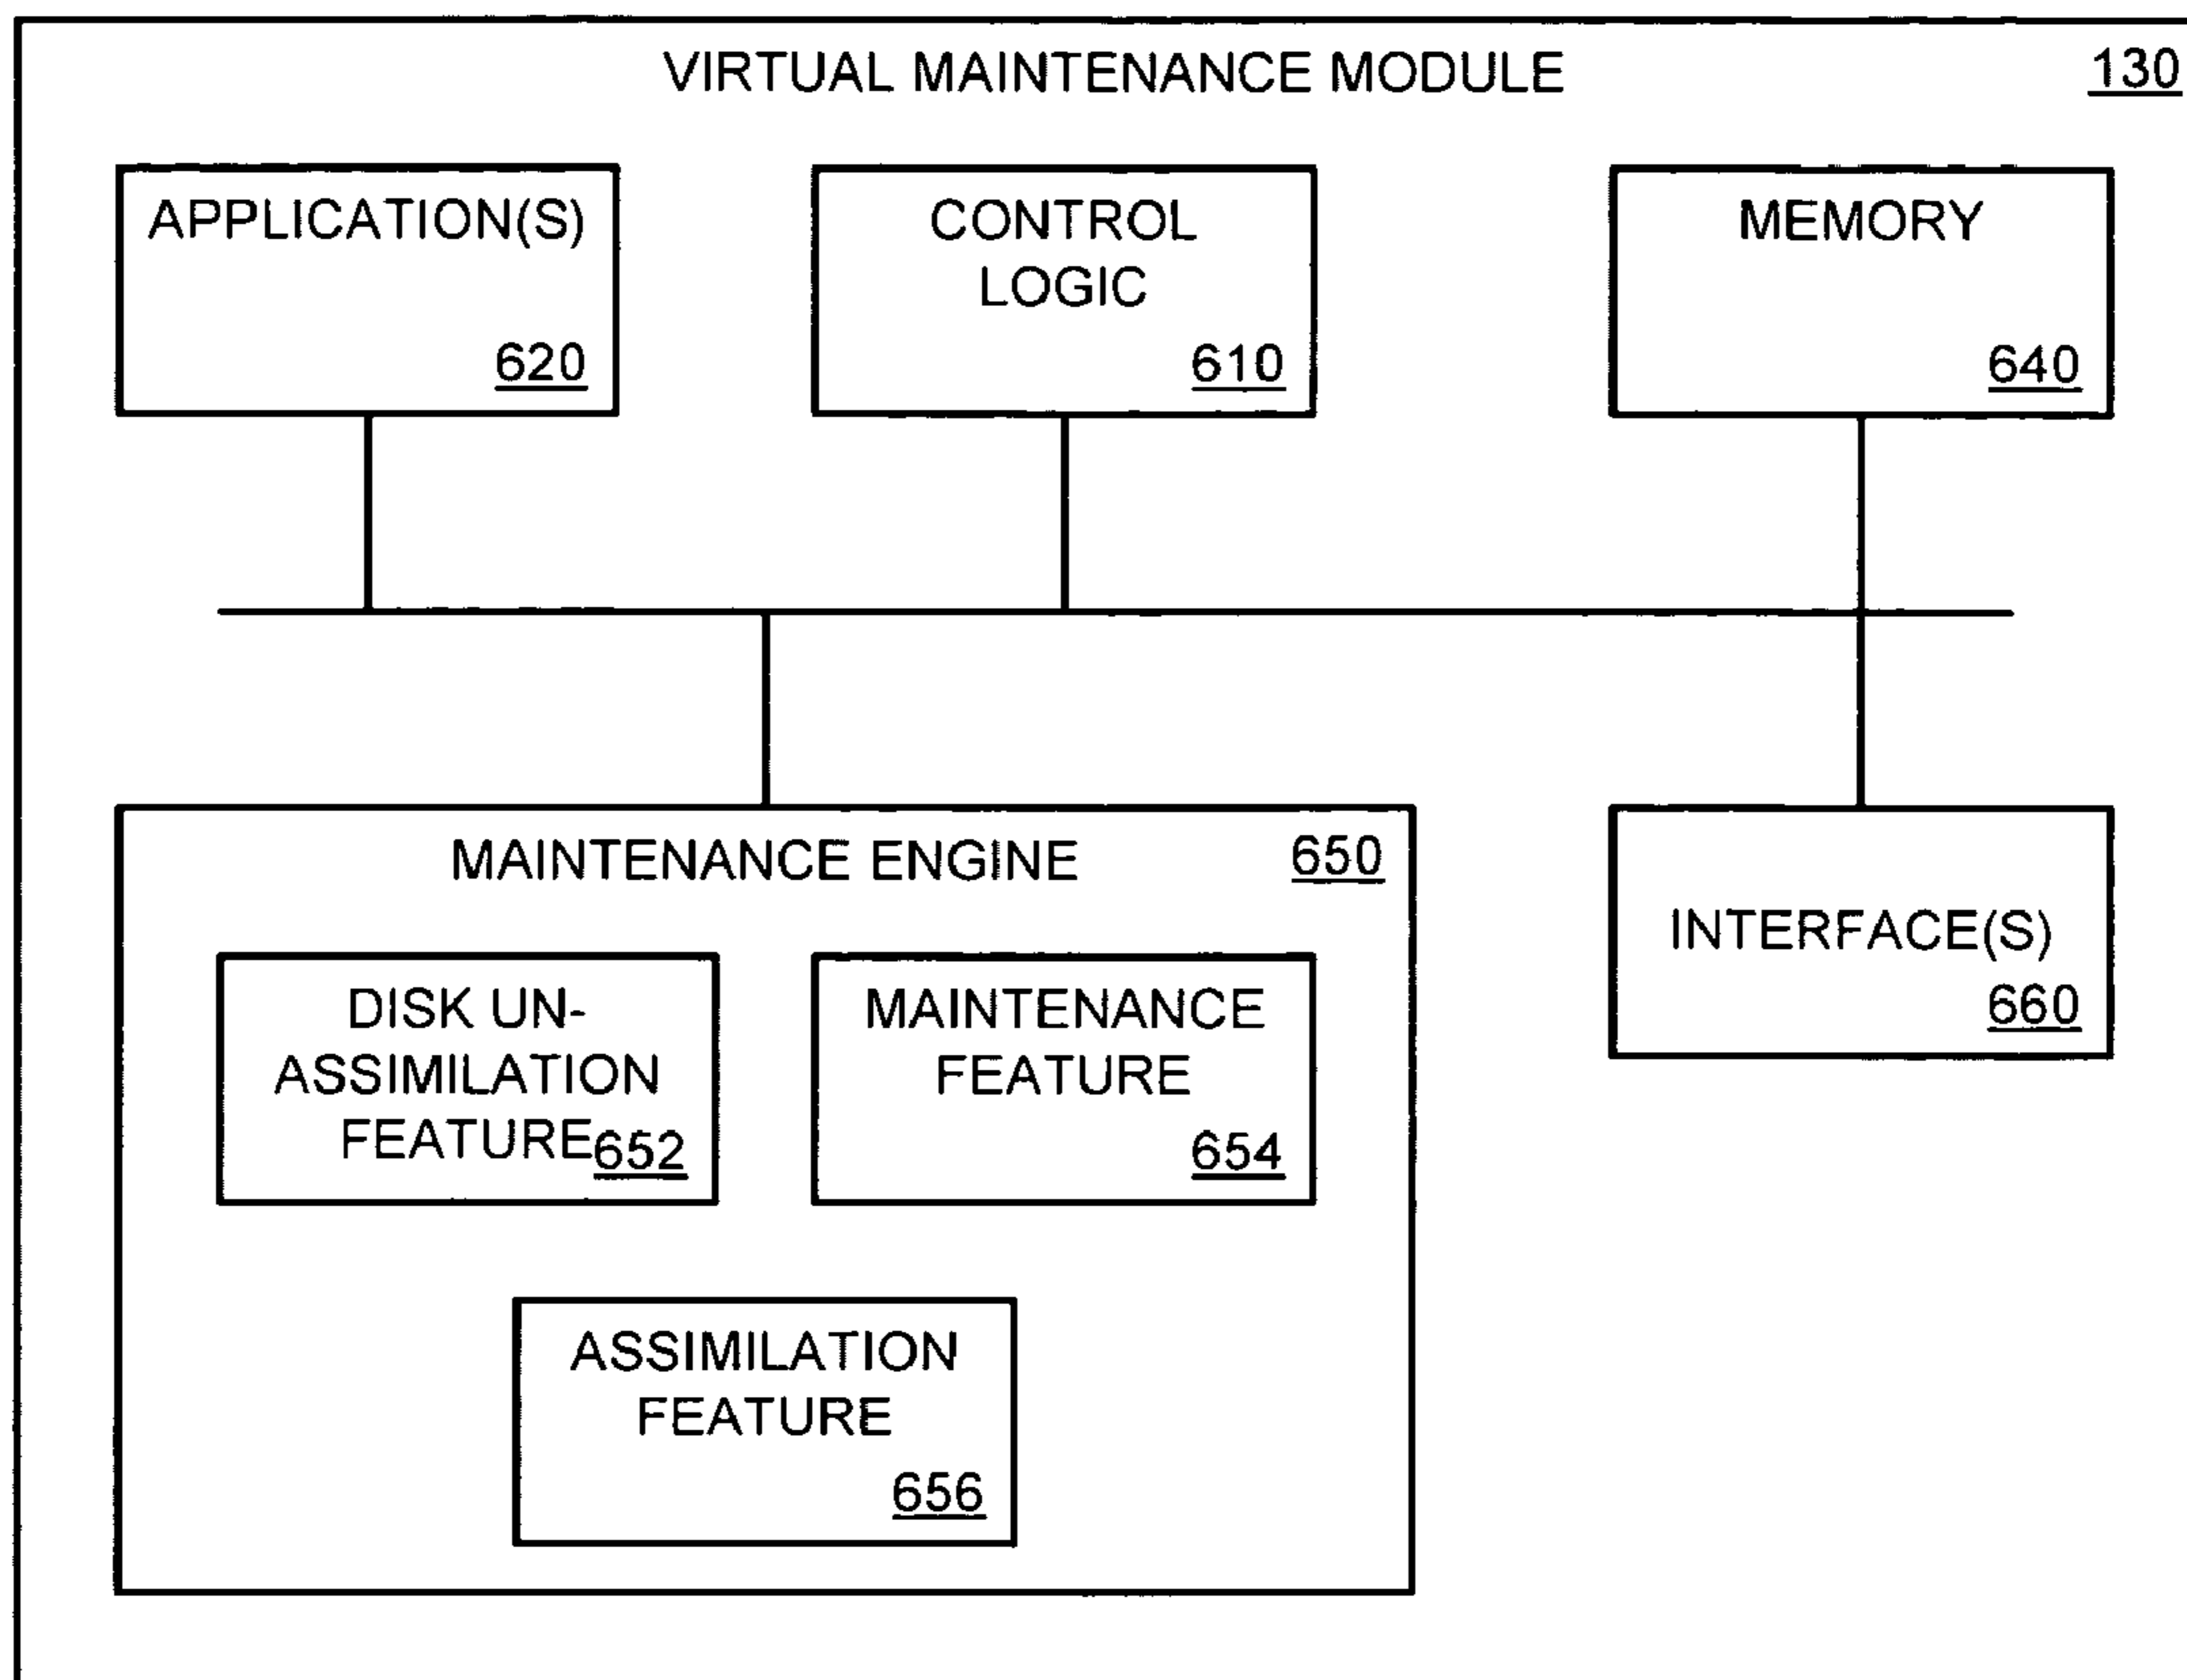 VIRTUAL MAINTENANCE MODULE
130
APPLICATION(S)
620
CONTROL
LOGIC
610
MEMORY
640
MAINTENANCE ENGINE
650
DISK UN-
ASSIMILATION
FEATURE
652
MAINTENANCE
FEATURE
654
ASSIMILATION
FEATURE
656
INTERFACE(S)
660